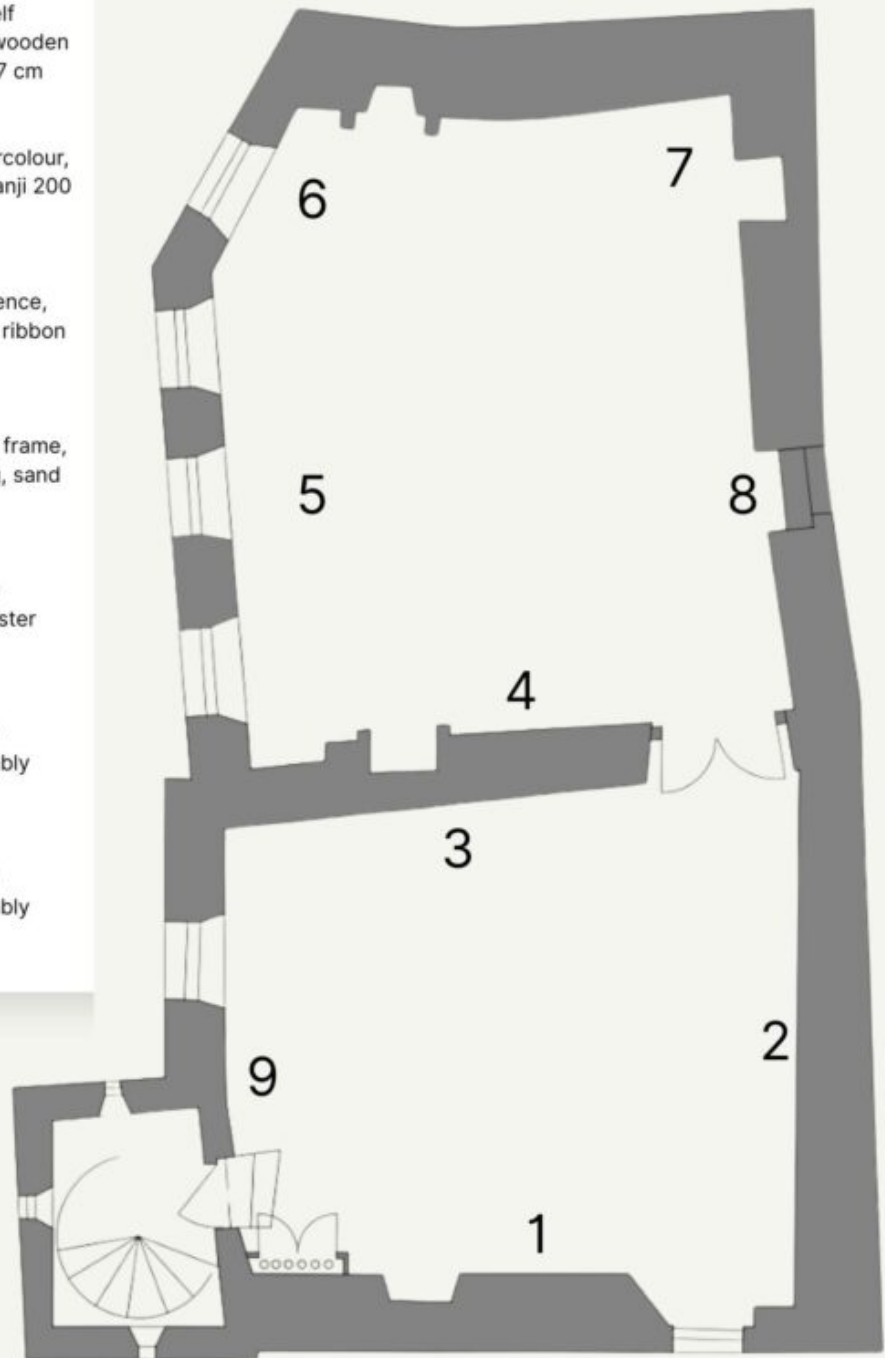 elf
wooden
7 cm
rcolour,
anji 200
ence,
ribbon
frame,
, sand
ster
bly
bly
6
7
5
8
4
3
2
9
1